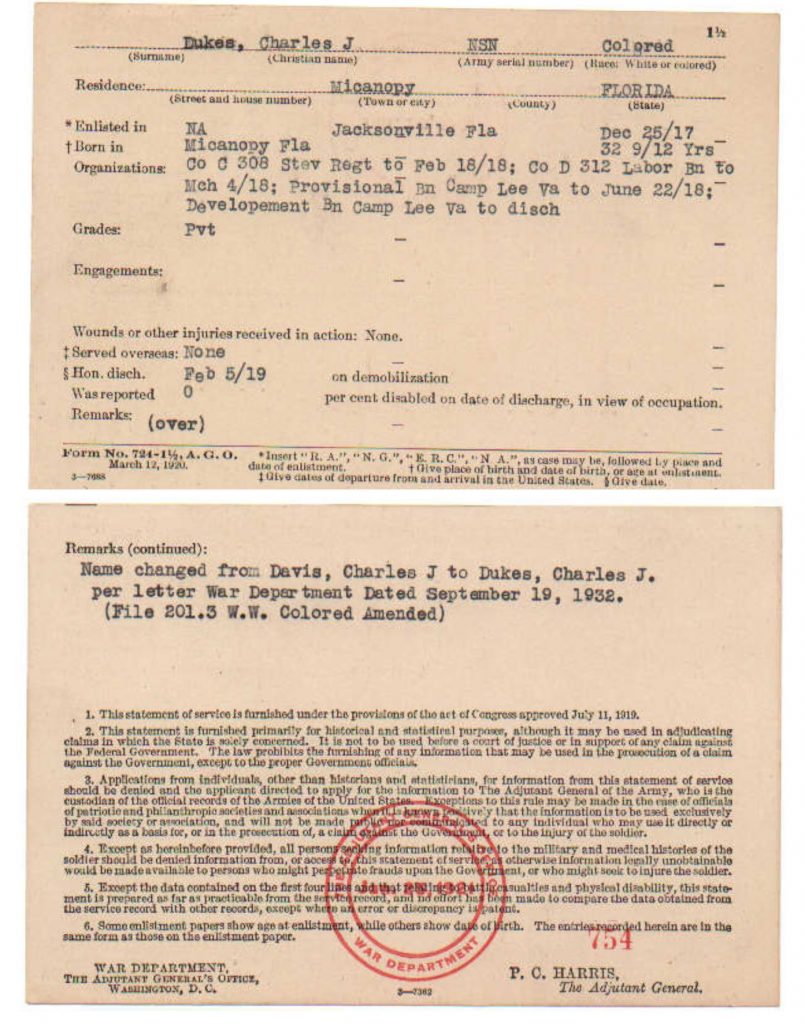 1½
Dukes, Charles J NSN Colored
(Surname) (Christian name) (Army serial number) (Race: White or colored)
Residence: Micanopy FLORIDA
(Street and house number) (Town or city) (County) (State)
* Enlisted in NA Jacksonville Fla Dec 25/17
† Born in Micanopy Fla 32 9/12 Yrs
Organizations: Co C 308 Stev Regt to Feb 18/18; Co D 312 Labor Bn to
Mch 4/18; Provisional Bn Camp Lee Va to June 22/18;
Developement Bn Camp Lee Va to disch
Grades: Pvt
Engagements:
Wounds or other injuries received in action: None.
‡ Served overseas: None
§ Hon. disch. Feb 5/19 on demobilization
Was reported 0 per cent disabled on date of discharge, in view of occupation.
Remarks: (over)
Form No. 724-1½, A. G. O. * Insert "R. A.", "N. G.", "E. R. C.", "N A.", as case may be, followed by place and
March 12, 1920. date of enlistment. † Give place of birth and date of birth, or age at enlistment.
3—7688 ‡ Give dates of departure from and arrival in the United States. § Give date.
Remarks (continued):
Name changed from Davis, Charles J to Dukes, Charles J.
per letter War Department Dated September 19, 1932.
(File 201.3 W.W. Colored Amended)
1. This statement of service is furnished under the provisions of the act of Congress approved July 11, 1919.
2. This statement is furnished primarily for historical and statistical purposes, although it may be used in adjudicating
claims in which the State is solely concerned. It is not to be used before a court of justice or in support of any claim against
the Federal Government. The law prohibits the furnishing of any information that may be used in the prosecution of a claim
against the Government, except to the proper Government officials.
3. Applications from individuals, other than historians and statisticians, for information from this statement of service
should be denied and the applicant directed to apply for the information to The Adjutant General of the Army, who is the
custodian of the official records of the Armies of the United States. Exceptions to this rule may be made in the case of officials
of patriotic and philanthropic societies and associations when it is known positively that the information is to be used exclusively
by said society or association, and will not be made public or communicated to any individual who may use it directly or
indirectly as a basis for, or in the prosecution of, a claim against the Government, or to the injury of the soldier.
4. Except as hereinbefore provided, all persons seeking information relative to the military and medical histories of the
soldier should be denied information from, or access to this statement of service, as otherwise information legally unobtainable
would be made available to persons who might perpetrate frauds upon the Government, or who might seek to injure the soldier.
5. Except the data contained on the first four lines and that relating to casualties and physical disability, this state-
ment is prepared as far as practicable from the service record, and no effort has been made to compare the data obtained from
the service record with other records, except where an error or discrepancy is patent.
6. Some enlistment papers show age at enlistment, while others show date of birth. The entries recorded herein are in the
same form as those on the enlistment paper.
754
WAR DEPARTMENT
WAR DEPARTMENT,
THE ADJUTANT GENERAL'S OFFICE,
WASHINGTON, D. C.
3—7362
P. C. HARRIS,
The Adjutant General.